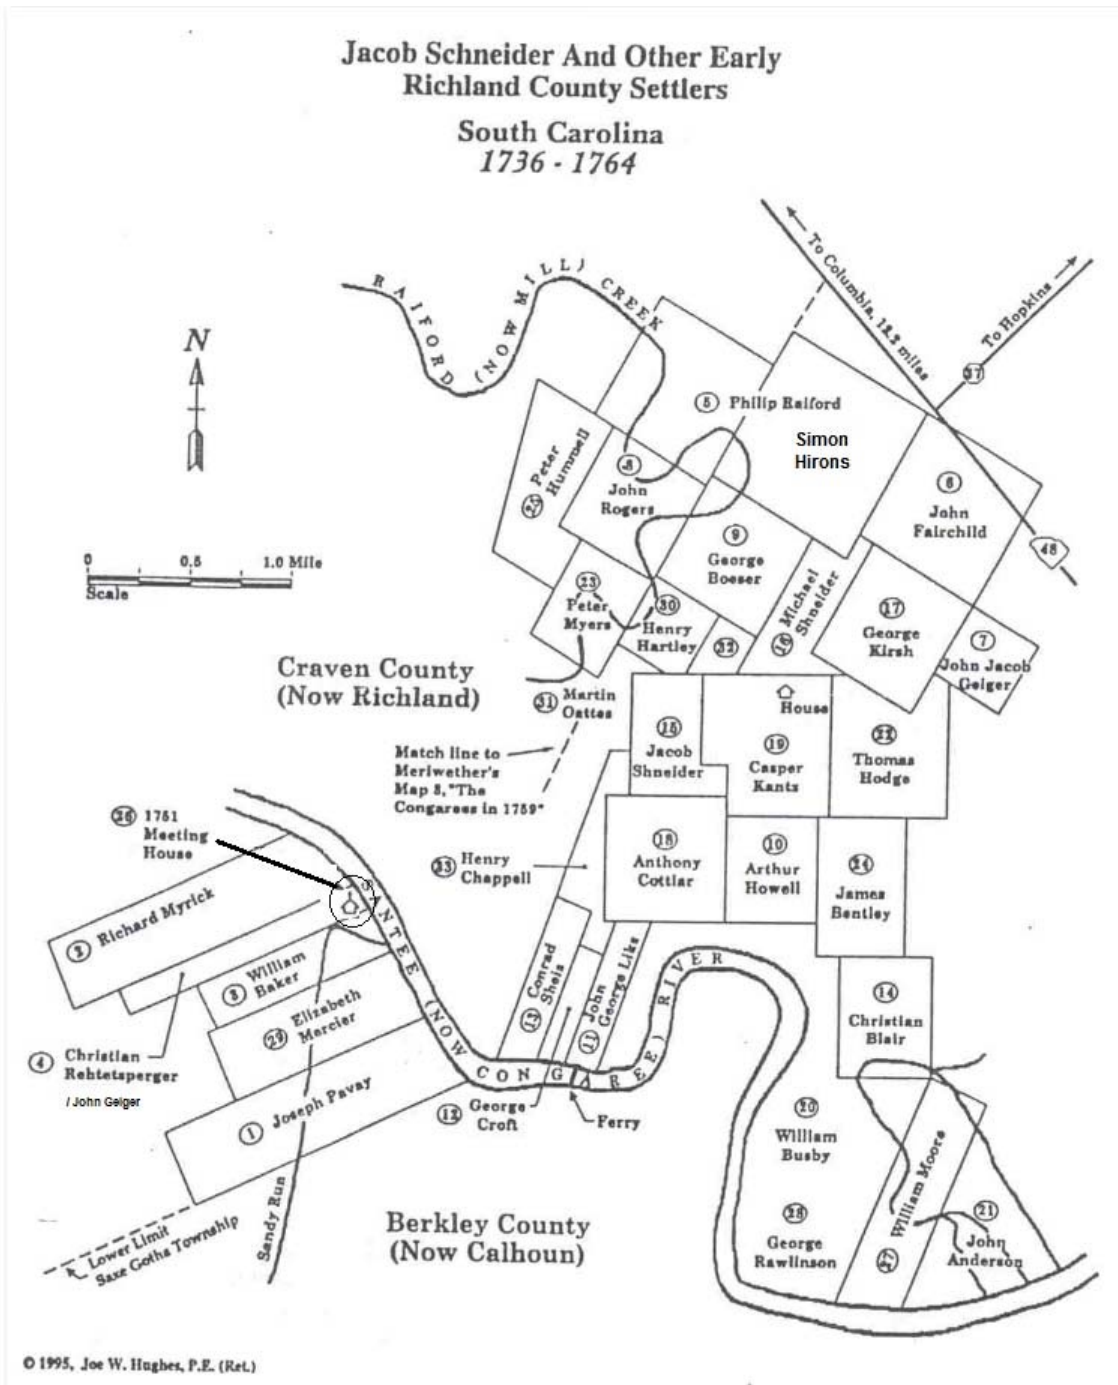 Jacob Schneider And Other Early
Richland County Settlers
South Carolina
1736 - 1764
RAIFORD (NOW MILL) CREEK
To Columbia, 12.2 miles
To Hopkins
37
N
5 Philip Raiford
Simon
Hirons
Peter
Hummell
8
John
Rogers
6
John
Fairchild
48
0 0.5 1.0 Mile
Scale
9
George
Boeser
16 Michael
Shneider
23
Peter
Myers
30
Henry
Hartley
32
17
George
Kirsh
7
John Jacob
Geiger
Craven County
(Now Richland)
31 Martin
Oattes
House
15
Jacob
Shneider
19
Casper
Kants
22
Thomas
Hodge
Match line to
Meriwether's
Map 8, "The
Congarees in 1759"
26 1751
Meeting
House
33 Henry
Chappell
18
Anthony
Cottlar
10
Arthur
Howell
24
James
Bentley
2 Richard Myrick
SANTEE (NOW CONGAREE) RIVER
3 William
Baker
29 Elizabeth
Mercier
13 Conrad
Sheis
11 John
George Liks
14
Christian
Blair
4 Christian
Rehtetsperger
/ John Geiger
1 Joseph Pavay
12 George
Croft
Ferry
20
William
Busby
27 William Moore
28
George
Rawlinson
21
John
Anderson
Sandy Run
Lower Limit
Saxe Gotha Township
Berkley County
(Now Calhoun)
© 1995, Joe W. Hughes, P.E. (Ret.)